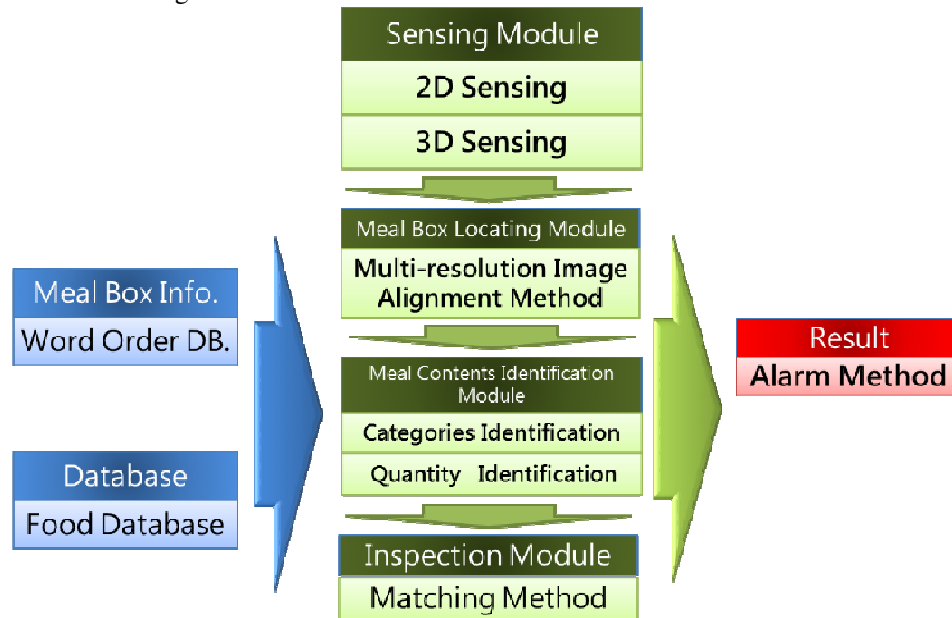 Sensing Module
2D Sensing
3D Sensing
Meal Box Locating Module
Multi-resolution Image
Alignment Method
Meal Contents Identification
Module
Categories Identification
Quantity Identification
Inspection Module
Matching Method
Meal Box Info.
Word Order DB.
Database
Food Database
Result
Alarm Method